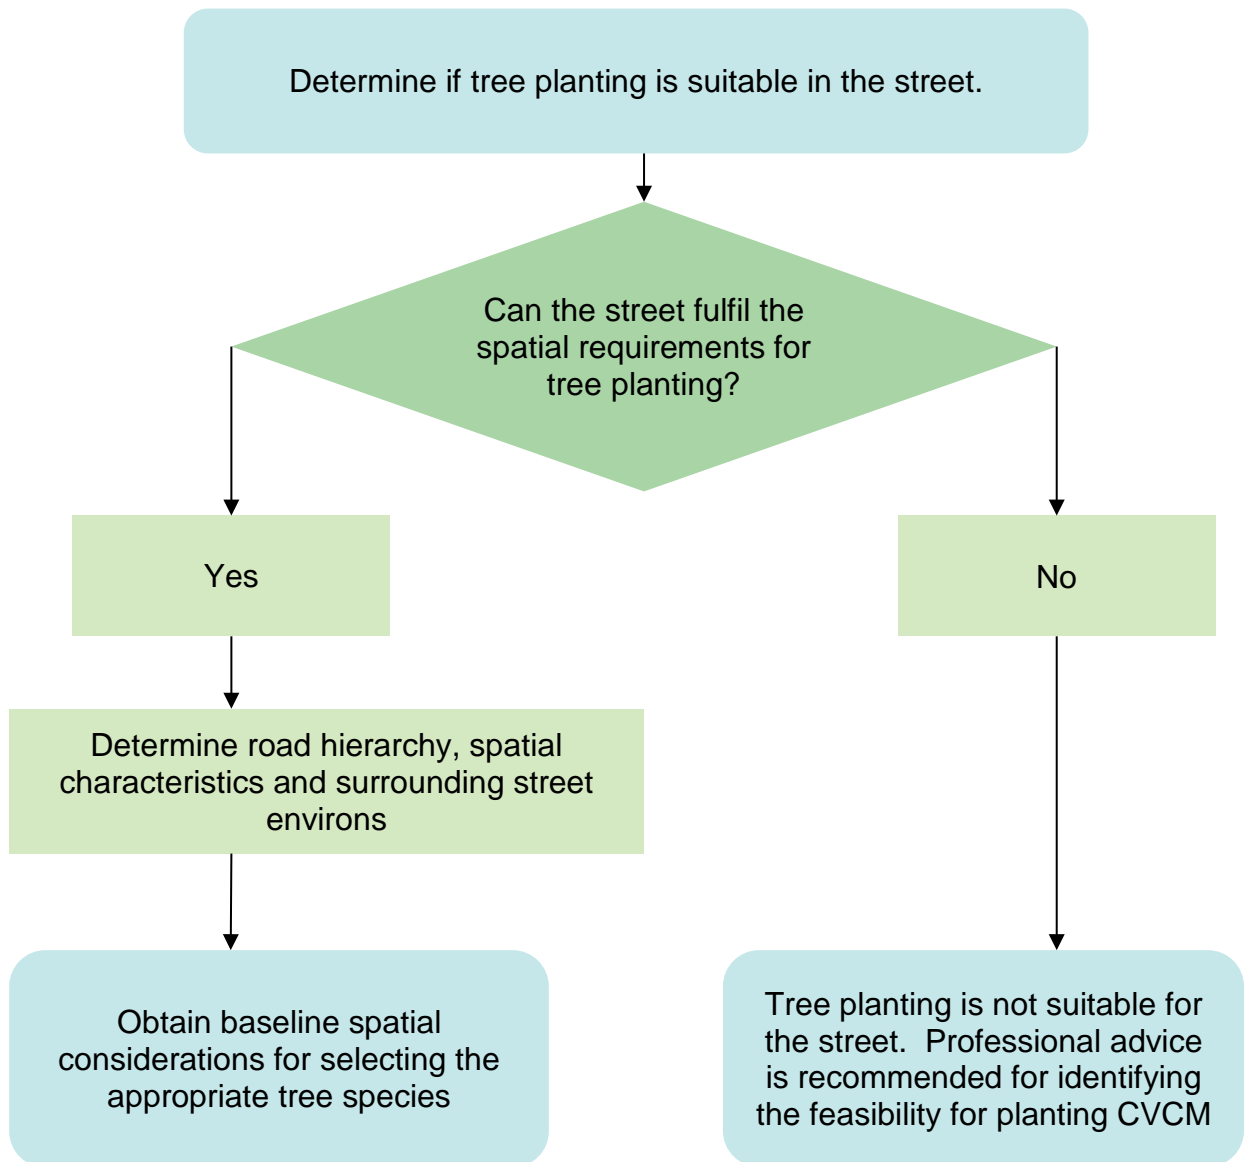 Determine if tree planting is suitable in the street.
Can the street fulfil the
spatial requirements for
tree planting?
Yes
No
Determine road hierarchy, spatial
characteristics and surrounding street
environs
Obtain baseline spatial
considerations for selecting the
appropriate tree species
Tree planting is not suitable for
the street.  Professional advice
is recommended for identifying
the feasibility for planting CVCM